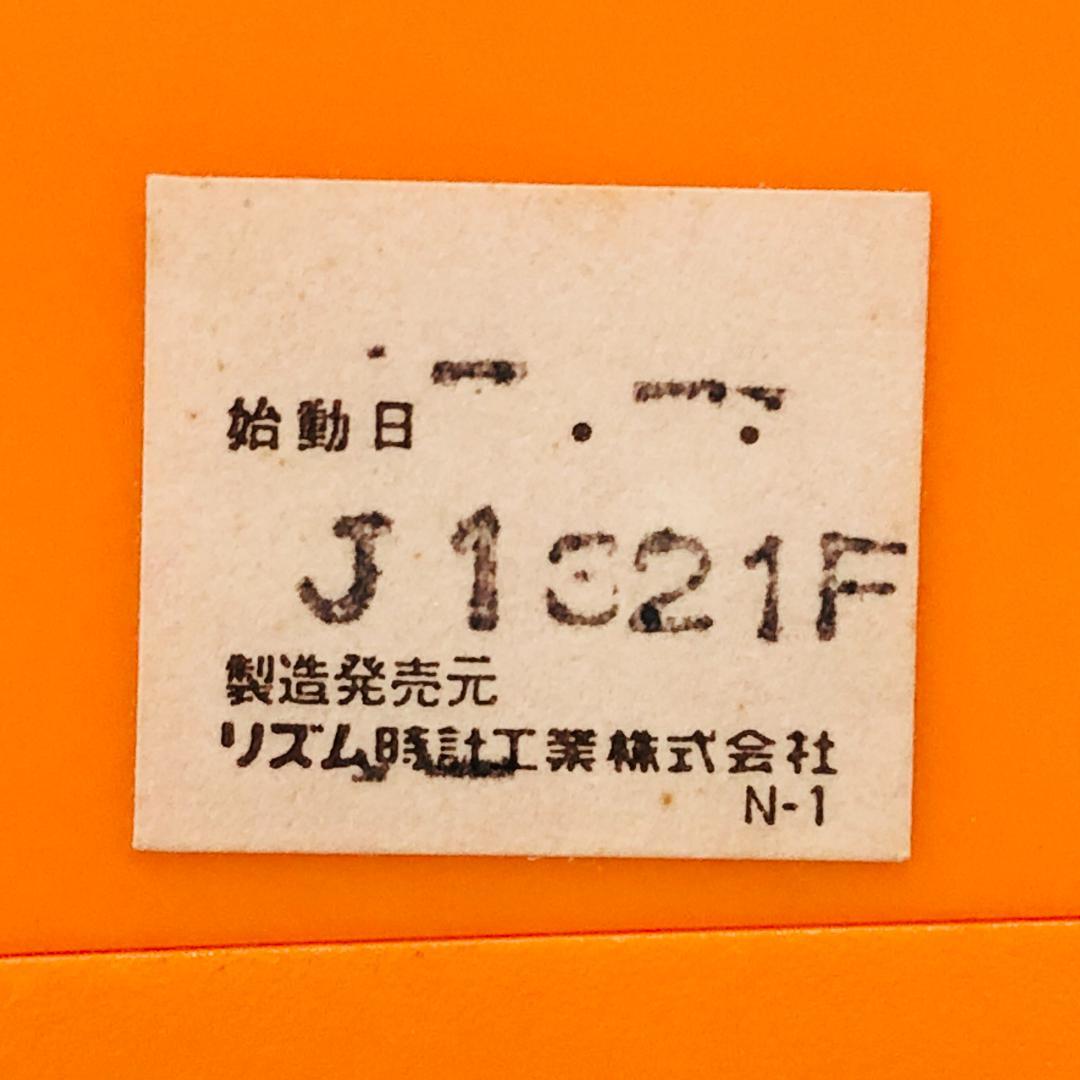 始動日 . .
J1321F
製造発売元
リズム時計工業株式会社
N-1